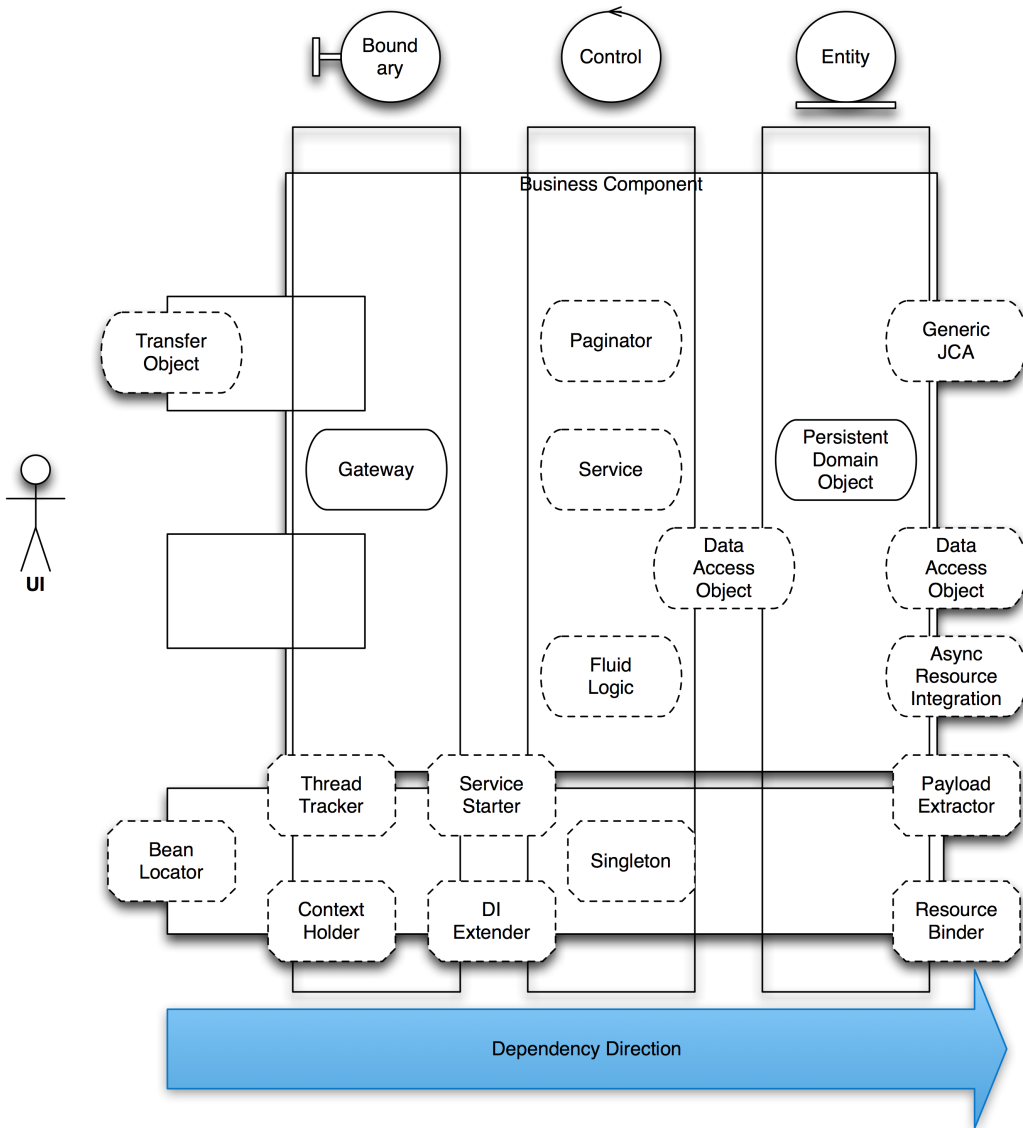 Bound
ary
Control
Entity
Business Component
Transfer
Object
Paginator
Generic
JCA
Gateway
Service
Persistent
Domain
Object
UI
Data
Access
Object
Data
Access
Object
Fluid
Logic
Async
Resource
Integration
Thread
Tracker
Service
Starter
Payload
Extractor
Bean
Locator
Singleton
Context
Holder
DI
Extender
Resource
Binder
Dependency Direction